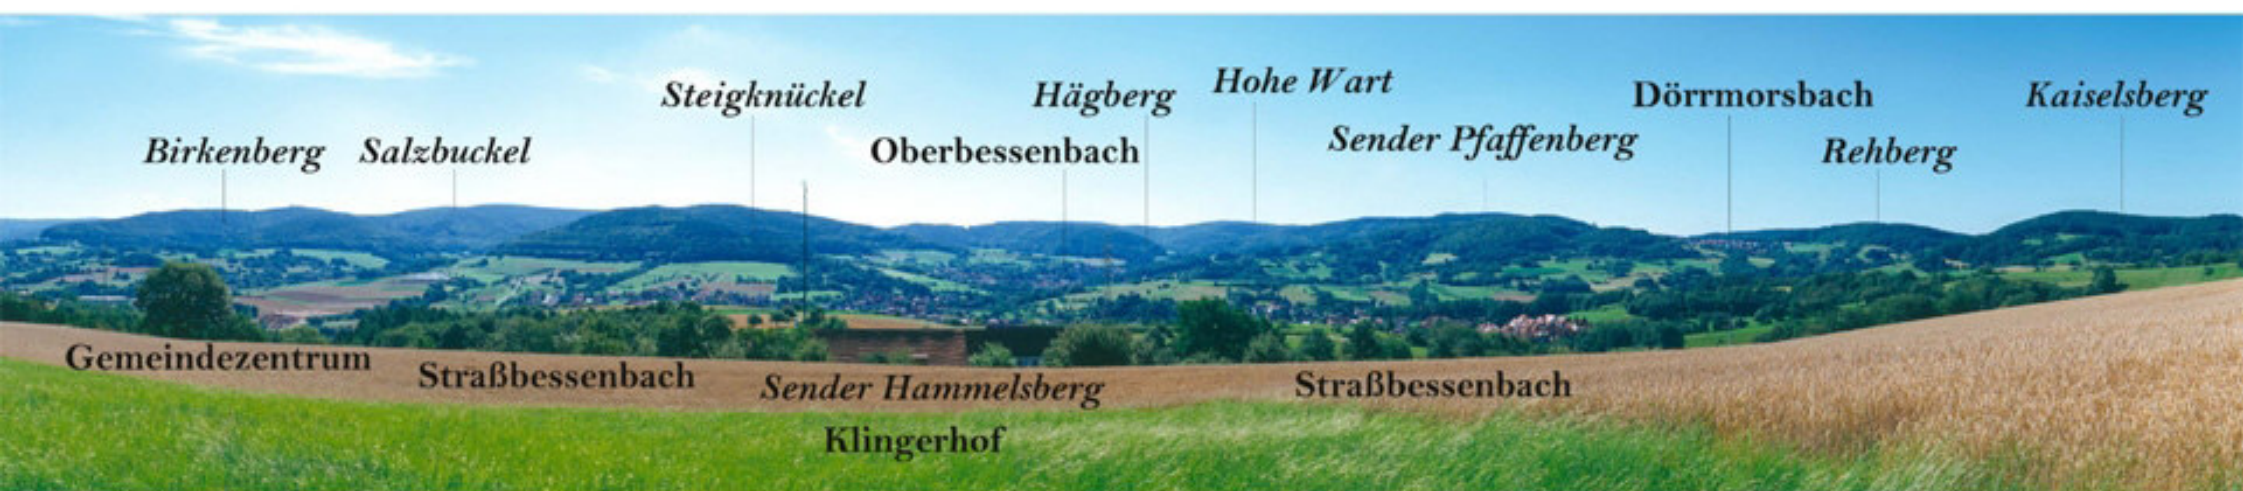 Birkenberg
Salzbuckel
Steigknückel
Oberbessenbach
Hägberg
Hohe Wart
Sender Pfaffenberg
Dörrmorsbach
Rehberg
Kaiselsberg
Gemeindezentrum
Straßbessenbach
Sender Hammelsberg
Klingerhof
Straßbessenbach